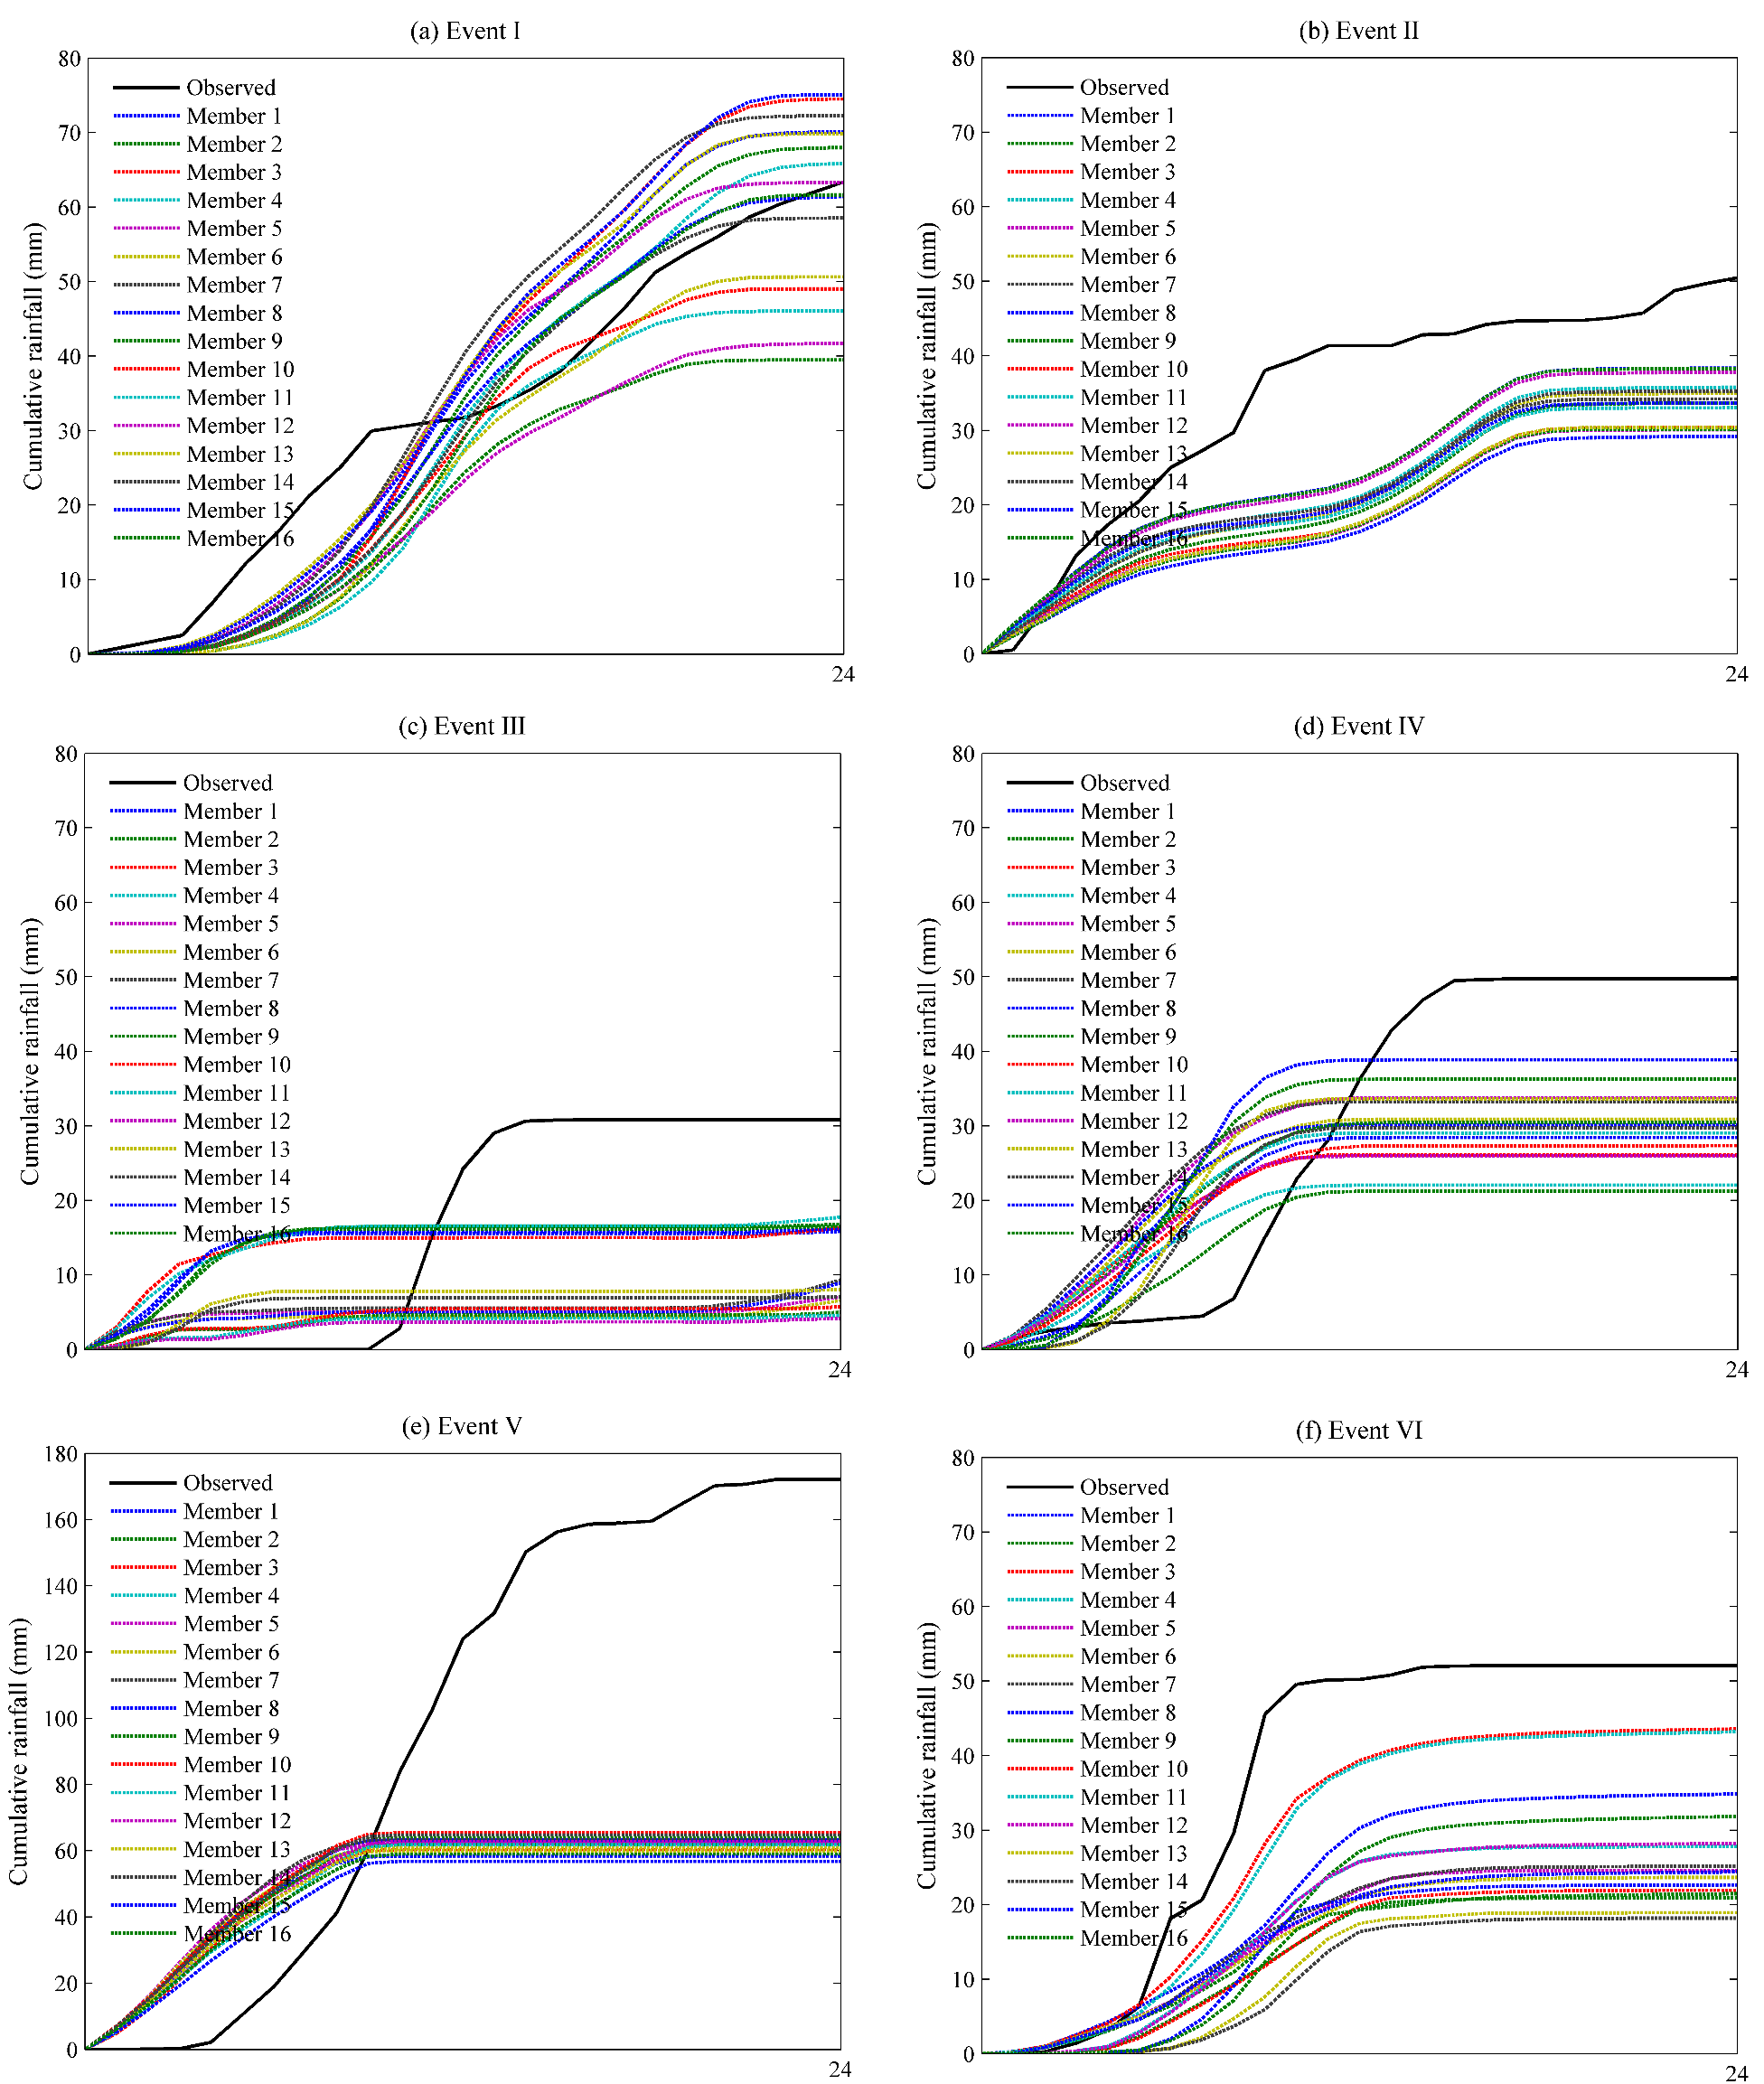 (a) Event I
Cumulative rainfall (mm)
80
70
60
50
40
30
20
10
0
24
Observed
Member 1
Member 2
Member 3
Member 4
Member 5
Member 6
Member 7
Member 8
Member 9
Member 10
Member 11
Member 12
Member 13
Member 14
Member 15
Member 16
(b) Event II
Cumulative rainfall (mm)
80
70
60
50
40
30
20
10
0
24
Observed
Member 1
Member 2
Member 3
Member 4
Member 5
Member 6
Member 7
Member 8
Member 9
Member 10
Member 11
Member 12
Member 13
Member 14
Member 15
Member 16
(c) Event III
Cumulative rainfall (mm)
80
70
60
50
40
30
20
10
0
24
Observed
Member 1
Member 2
Member 3
Member 4
Member 5
Member 6
Member 7
Member 8
Member 9
Member 10
Member 11
Member 12
Member 13
Member 14
Member 15
Member 16
(d) Event IV
Cumulative rainfall (mm)
80
70
60
50
40
30
20
10
0
24
Observed
Member 1
Member 2
Member 3
Member 4
Member 5
Member 6
Member 7
Member 8
Member 9
Member 10
Member 11
Member 12
Member 13
Member 14
Member 15
Member 16
(e) Event V
Cumulative rainfall (mm)
180
160
140
120
100
80
60
40
20
0
24
Observed
Member 1
Member 2
Member 3
Member 4
Member 5
Member 6
Member 7
Member 8
Member 9
Member 10
Member 11
Member 12
Member 13
Member 14
Member 15
Member 16
(f) Event VI
Cumulative rainfall (mm)
80
70
60
50
40
30
20
10
0
24
Observed
Member 1
Member 2
Member 3
Member 4
Member 5
Member 6
Member 7
Member 8
Member 9
Member 10
Member 11
Member 12
Member 13
Member 14
Member 15
Member 16